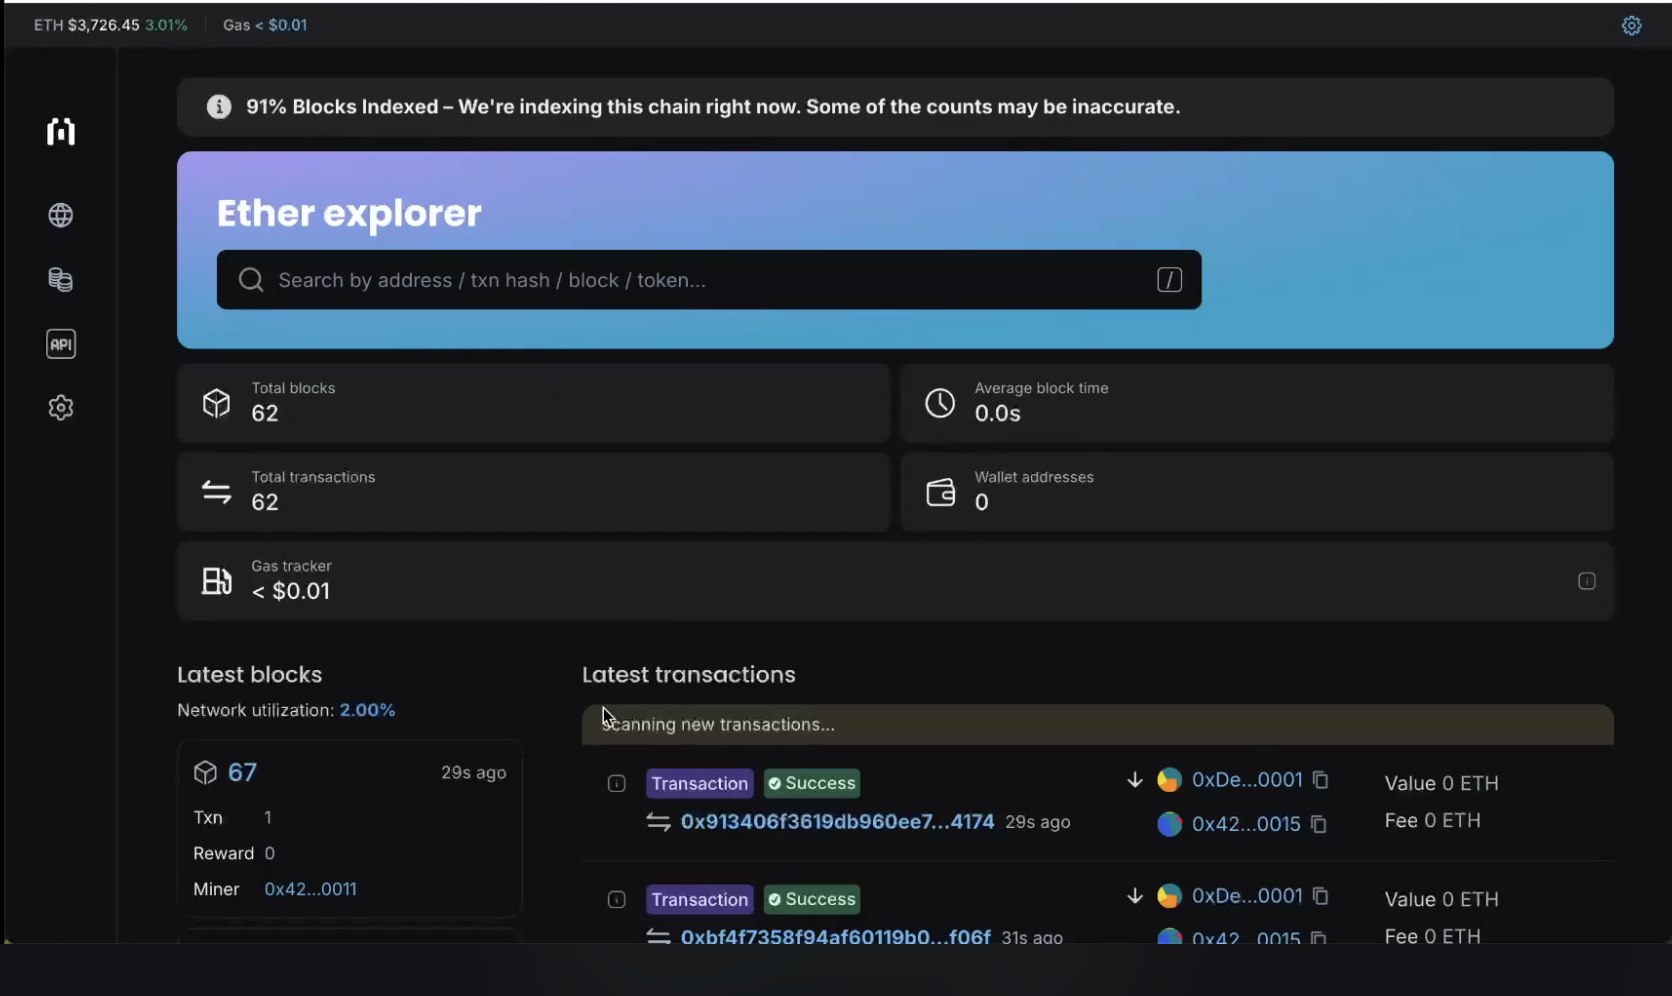 ETH $3,726.45 3.01% Gas < $0.01
91% Blocks Indexed – We're indexing this chain right now. Some of the counts may be inaccurate.
Ether explorer
Search by address / txn hash / block / token... /
API
Total blocks
62
Average block time
0.0s
Total transactions
62
Wallet addresses
0
Gas tracker
< $0.01
Latest blocks
Network utilization: 2.00%
67 29s ago
Txn 1
Reward 0
Miner 0x42...0011
Latest transactions
scanning new transactions...
Transaction Success
0x913406f3619db960ee7...4174 29s ago
0xDe...0001
0x42...0015
Value 0 ETH
Fee 0 ETH
Transaction Success
0xbf4f7358f94af60119b0...f06f 31s ago
0xDe...0001
0x42...0015
Value 0 ETH
Fee 0 ETH